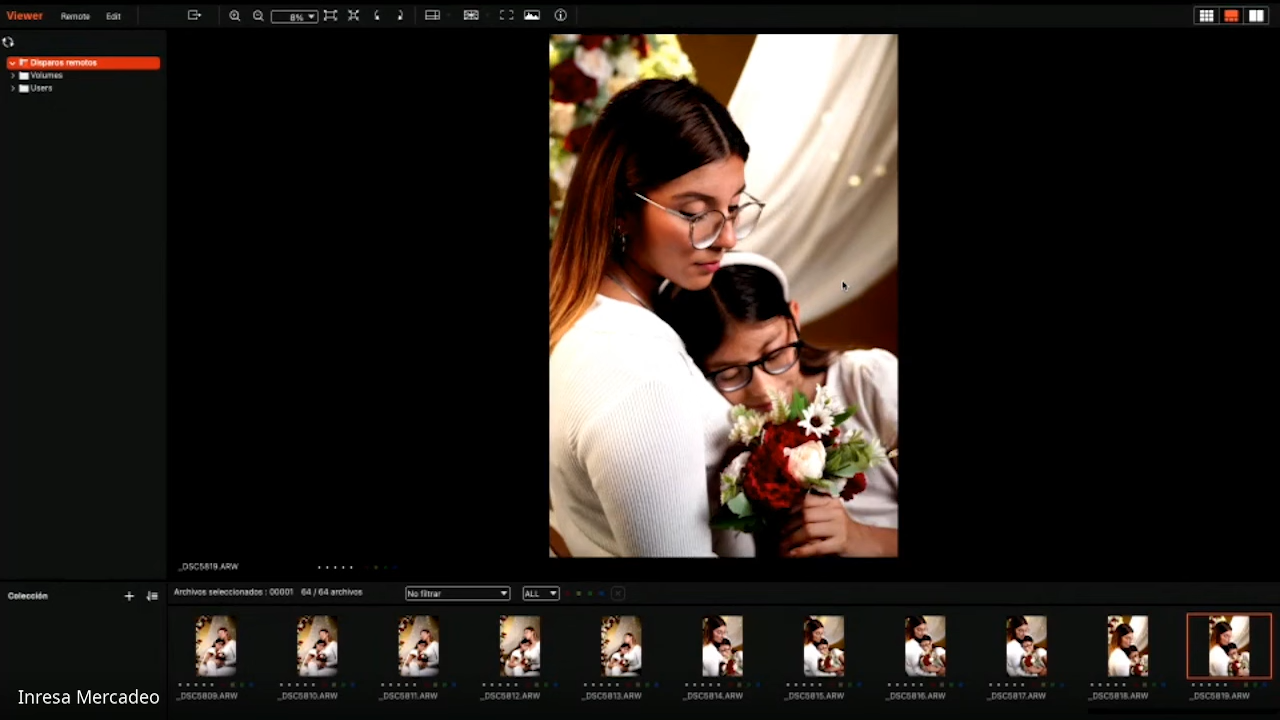 Viewer Remote Edit
8%
Disparos remotos
Volumes
Users
_DSC5819.ARW
Colección
Archivos seleccionados : 00001 64 / 64 archivos No filtrar ALL
_DSC5809.ARW _DSC5810.ARW _DSC5811.ARW _DSC5812.ARW _DSC5813.ARW _DSC5814.ARW _DSC5815.ARW _DSC5816.ARW _DSC5817.ARW _DSC5818.ARW _DSC5819.ARW
Inresa Mercadeo